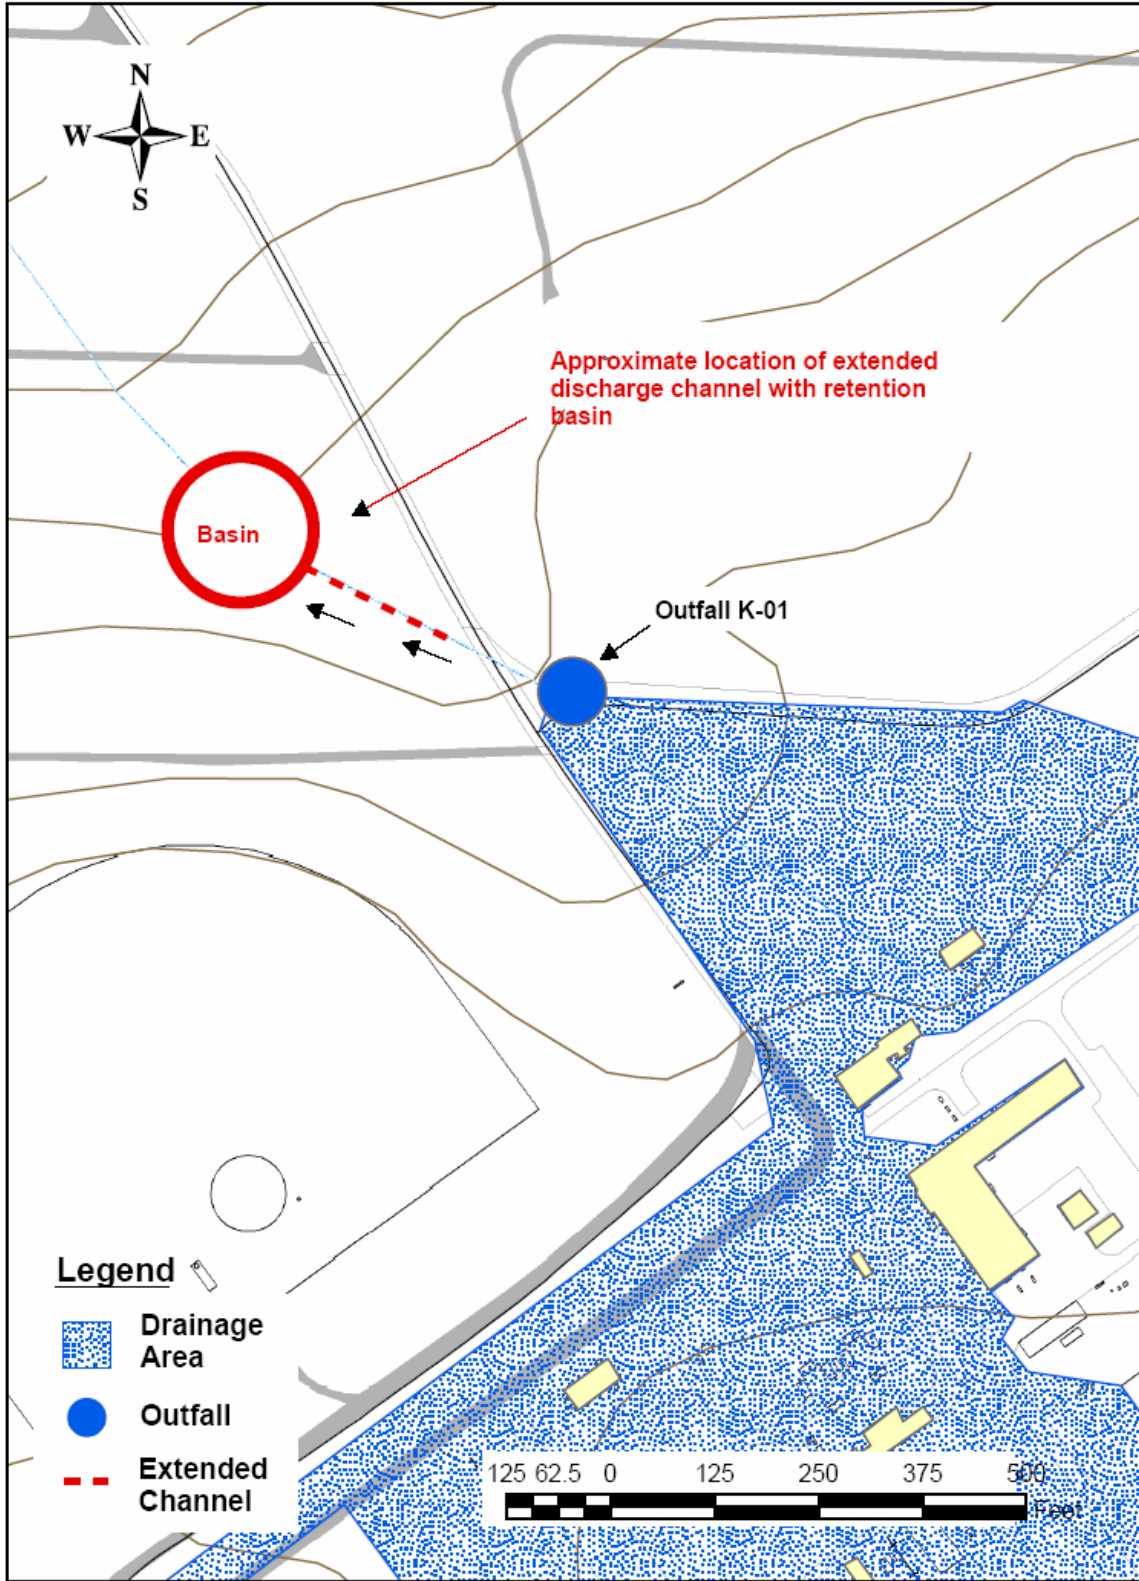 N
W E
S
Approximate location of extended
discharge channel with retention
basin
Basin
Outfall K-01
Legend
Drainage
Area
Outfall
Extended
Channel
125 62.5 0 125 250 375 500
Feet